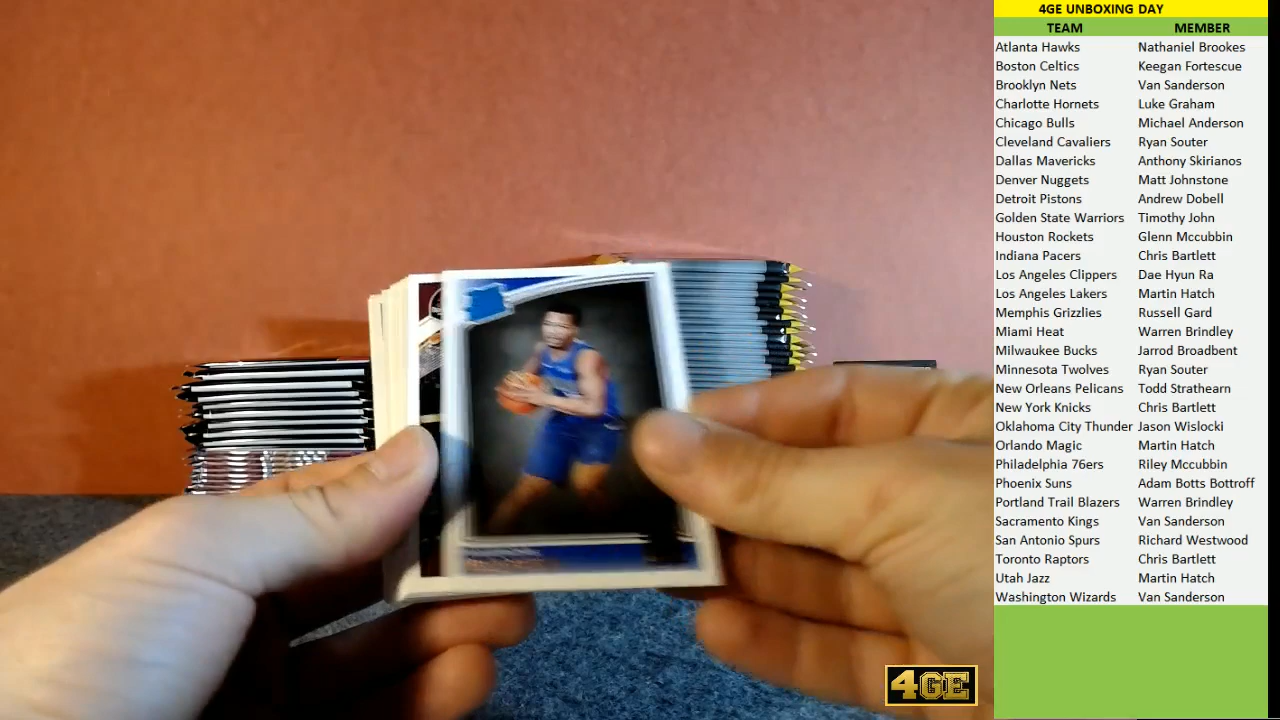 4GE UNBOXING DAY
TEAM MEMBER
Atlanta Hawks Nathaniel Brookes
Boston Celtics Keegan Fortescue
Brooklyn Nets Van Sanderson
Charlotte Hornets Luke Graham
Chicago Bulls Michael Anderson
Cleveland Cavaliers Ryan Souter
Dallas Mavericks Anthony Skirianos
Denver Nuggets Matt Johnstone
Detroit Pistons Andrew Dobell
Golden State Warriors Timothy John
Houston Rockets Glenn Mccubbin
Indiana Pacers Chris Bartlett
Los Angeles Clippers Dae Hyun Ra
Los Angeles Lakers Martin Hatch
Memphis Grizzlies Russell Gard
Miami Heat Warren Brindley
Milwaukee Bucks Jarrod Broadbent
Minnesota Twolves Ryan Souter
New Orleans Pelicans Todd Strathearn
New York Knicks Chris Bartlett
Oklahoma City Thunder Jason Wislocki
Orlando Magic Martin Hatch
Philadelphia 76ers Riley Mccubbin
Phoenix Suns Adam Botts Bottroff
Portland Trail Blazers Warren Brindley
Sacramento Kings Van Sanderson
San Antonio Spurs Richard Westwood
Toronto Raptors Chris Bartlett
Utah Jazz Martin Hatch
Washington Wizards Van Sanderson
4GE